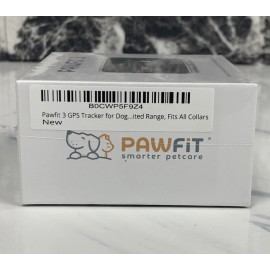 B0CWP5F9Z4
Pawfit 3 GPS Tracker for Dog...ited Range, Fits All Collars
New
PAWFiT
smarter petcare